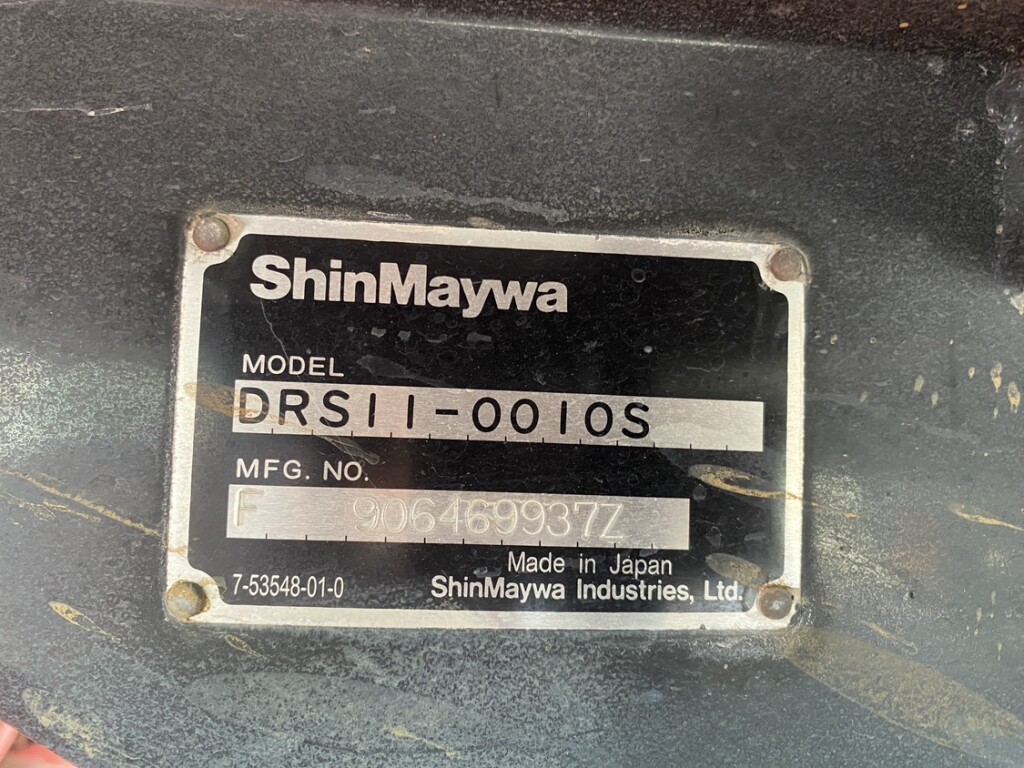 ShinMaywa
MODEL
DRS11-0010S
MFG. NO.
F 906469937Z
Made in Japan
7-53548-01-0 ShinMaywa Industries, Ltd.